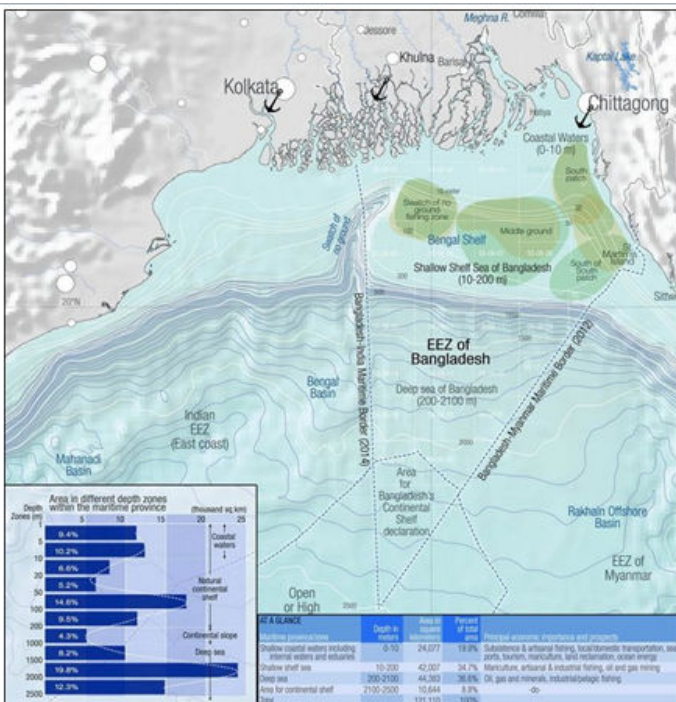 Meghna R.
Comilla
Jessore
Khulna
Barisal
Kaptai Lake
Kolkata
Hatiya
Chittagong
Coastal Waters
(0-10 m)
South
patch
Swatch of no
ground
fishing zone
Swatch of
no ground
Middle ground
Bengal Shelf
St
Martin's
Island
Shallow Shelf Sea of Bangladesh
(10-200 m)
South of
South
patch
Sittw
20°N
EEZ of
Bangladesh
Deep sea of Bangladesh
(200-2100 m)
Bangladesh-India Maritime Border (2014)
Bangladesh-Myanmar Maritime Border (2012)
Bengal
Basin
Indian
EEZ
(East coast)
Mahanadi
Basin
2000
Area
for
Bangladesh's
Continental
Shelf
declaration
Rakhain Offshore
Basin
EEZ of
Myanmar
Open
or High
2500
Area in different depth zones
within the maritime province
(thousand sq km)
Depth
Zones (m)
5 10 15 20 25
1
5
10
20
50
100
200
500
1000
2000
2500
9.4%
10.2%
6.6%
5.2%
14.6%
9.5%
4.3%
8.2%
19.8%
12.3%
Coastal
waters
Natural
continental
shelf
Continental slope
Deep sea
AT A GLANCE
Maritime provinces/area Depth in meters Area in square kilometers Percent of total area Principal economic importance and prospects
Shallow coastal waters including internal waters and estuaries 0-10 24,077 19.9% Subsistence & artisanal fishing, local/domestic transportation, sea ports, tourism, mariculture, land reclamation, ocean energy
Shallow shelf sea 10-200 42,007 34.7% Mariculture, artisanal & industrial fishing, oil and gas mining
Deep sea 200-2100 44,383 36.6% Oil, gas and minerals, industrial/pelagic fishing
Area for continental shelf 2100-2500 10,644 8.8% -do-
Total 121,110 100%